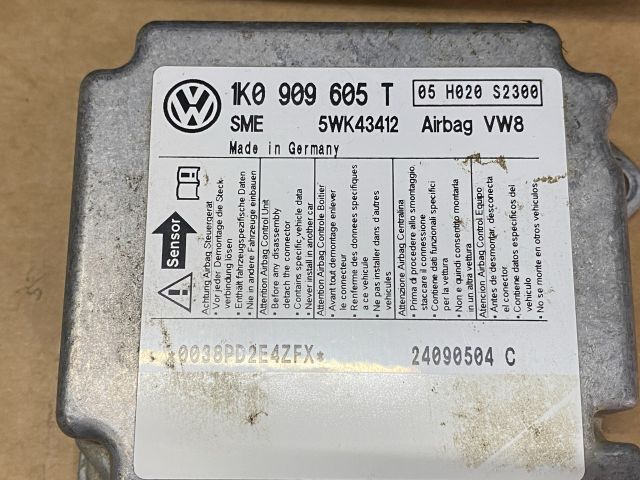 1K0 909 605 T
05 H020 S2300
SME 5WK43412 Airbag VW8
Made in Germany
Sensor
Achtung Airbag Steuergerät
• Vor jeder Demontage die Steck-
verbindung lösen
• Enthält Fahrzeugspezifische Daten
• Nie in andere Fahrzeuge einbauen
Attention Airbag Control Unit
• Before any disassembly
detach the connector
• Contains specific vehicle data
• Never install in another car
Attention Airbag Controle Boitier
• Avant tout demontage enlever
le connecteur
• Renferme des donnees specifiques
a ce vehicule
• Ne pas installer dans d'autres
vehicules
Attenzione Airbag Centralina
• Prima di procedere allo smontaggio,
staccare il connessione
• Contiene dati funzionali specifici
per la vettura
• Non e quindi consentito montarla
in un altra vettura
Atencion Airbag Control Equipo
• Antes de desmontar, desconecta
el conector
• Contiene datos especificos del
vehiculo
• No se monte en otros vehiculos
*0038PD2E4ZFX*
24090504 C